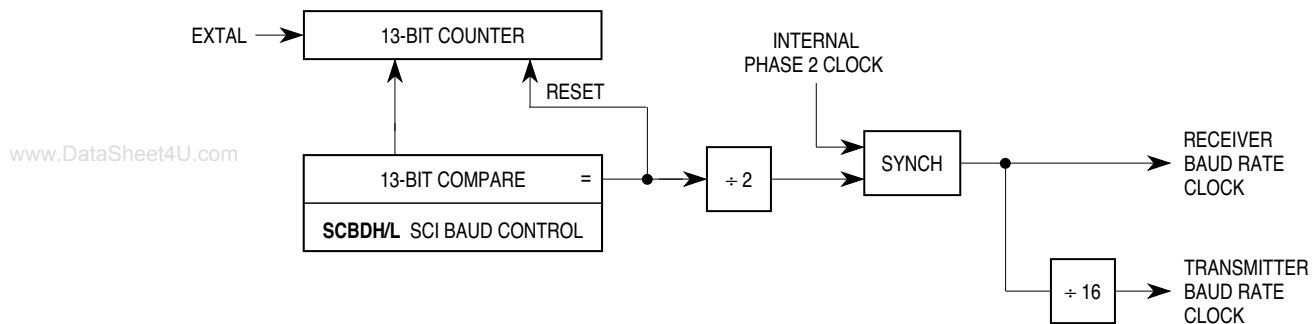 EXTAL
13-BIT COUNTER
INTERNAL
PHASE 2 CLOCK
RESET
www.DataSheet4U.com
13-BIT COMPARE =
SCBDH/L SCI BAUD CONTROL
÷ 2
SYNCH
RECEIVER
BAUD RATE
CLOCK
÷ 16
TRANSMITTER
BAUD RATE
CLOCK